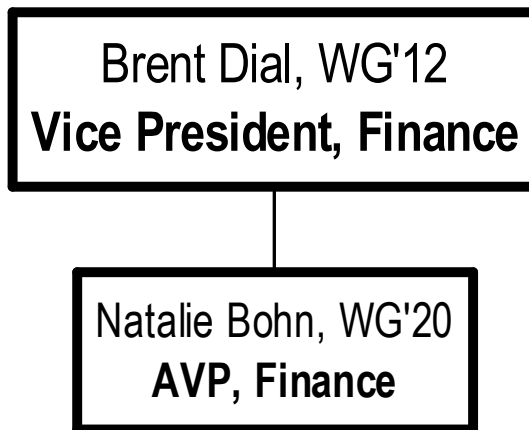 Brent Dial, WG'12
Vice President, Finance
Natalie Bohn, WG'20
AVP, Finance